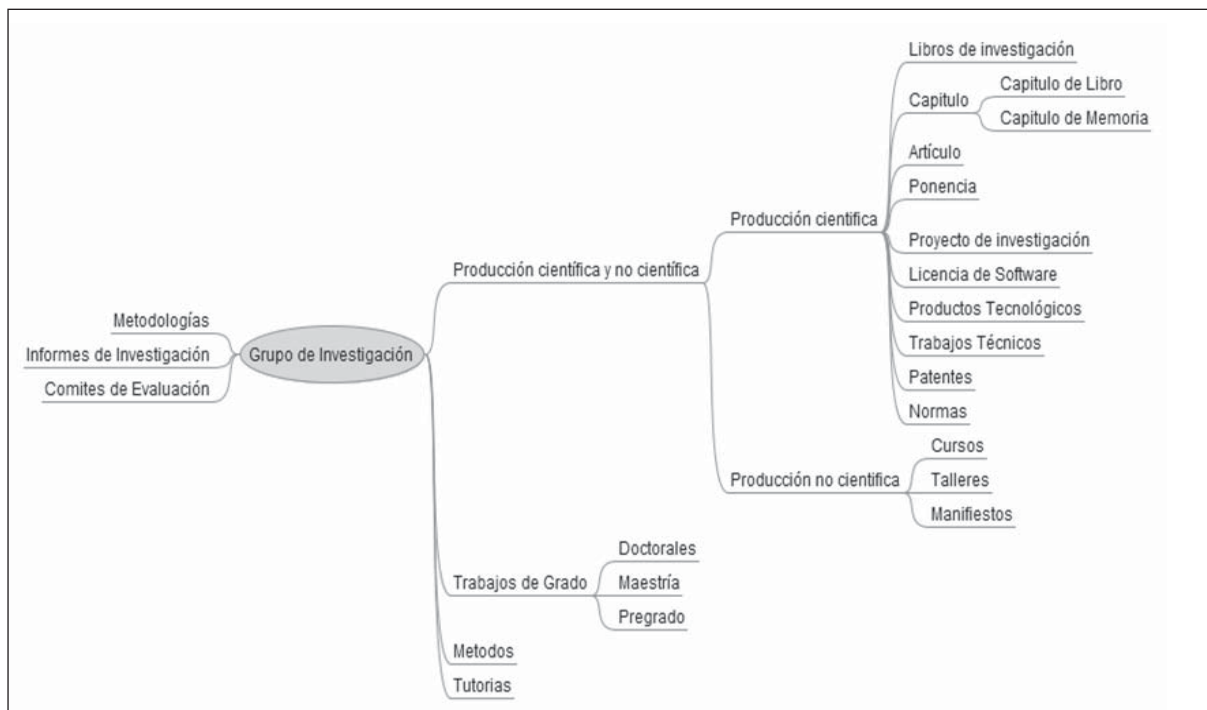 Libros de investigación
Capitulo
Capitulo de Libro
Capitulo de Memoria
Artículo
Ponencia
Producción cientifica
Proyecto de investigación
Producción científica y no científica
Licencia de Software
Productos Tecnológicos
Metodologías
Trabajos Técnicos
Informes de Investigación
Grupo de Investigación
Patentes
Comites de Evaluación
Normas
Cursos
Producción no cientifica
Talleres
Manifiestos
Doctorales
Trabajos de Grado
Maestría
Pregrado
Metodos
Tutorias